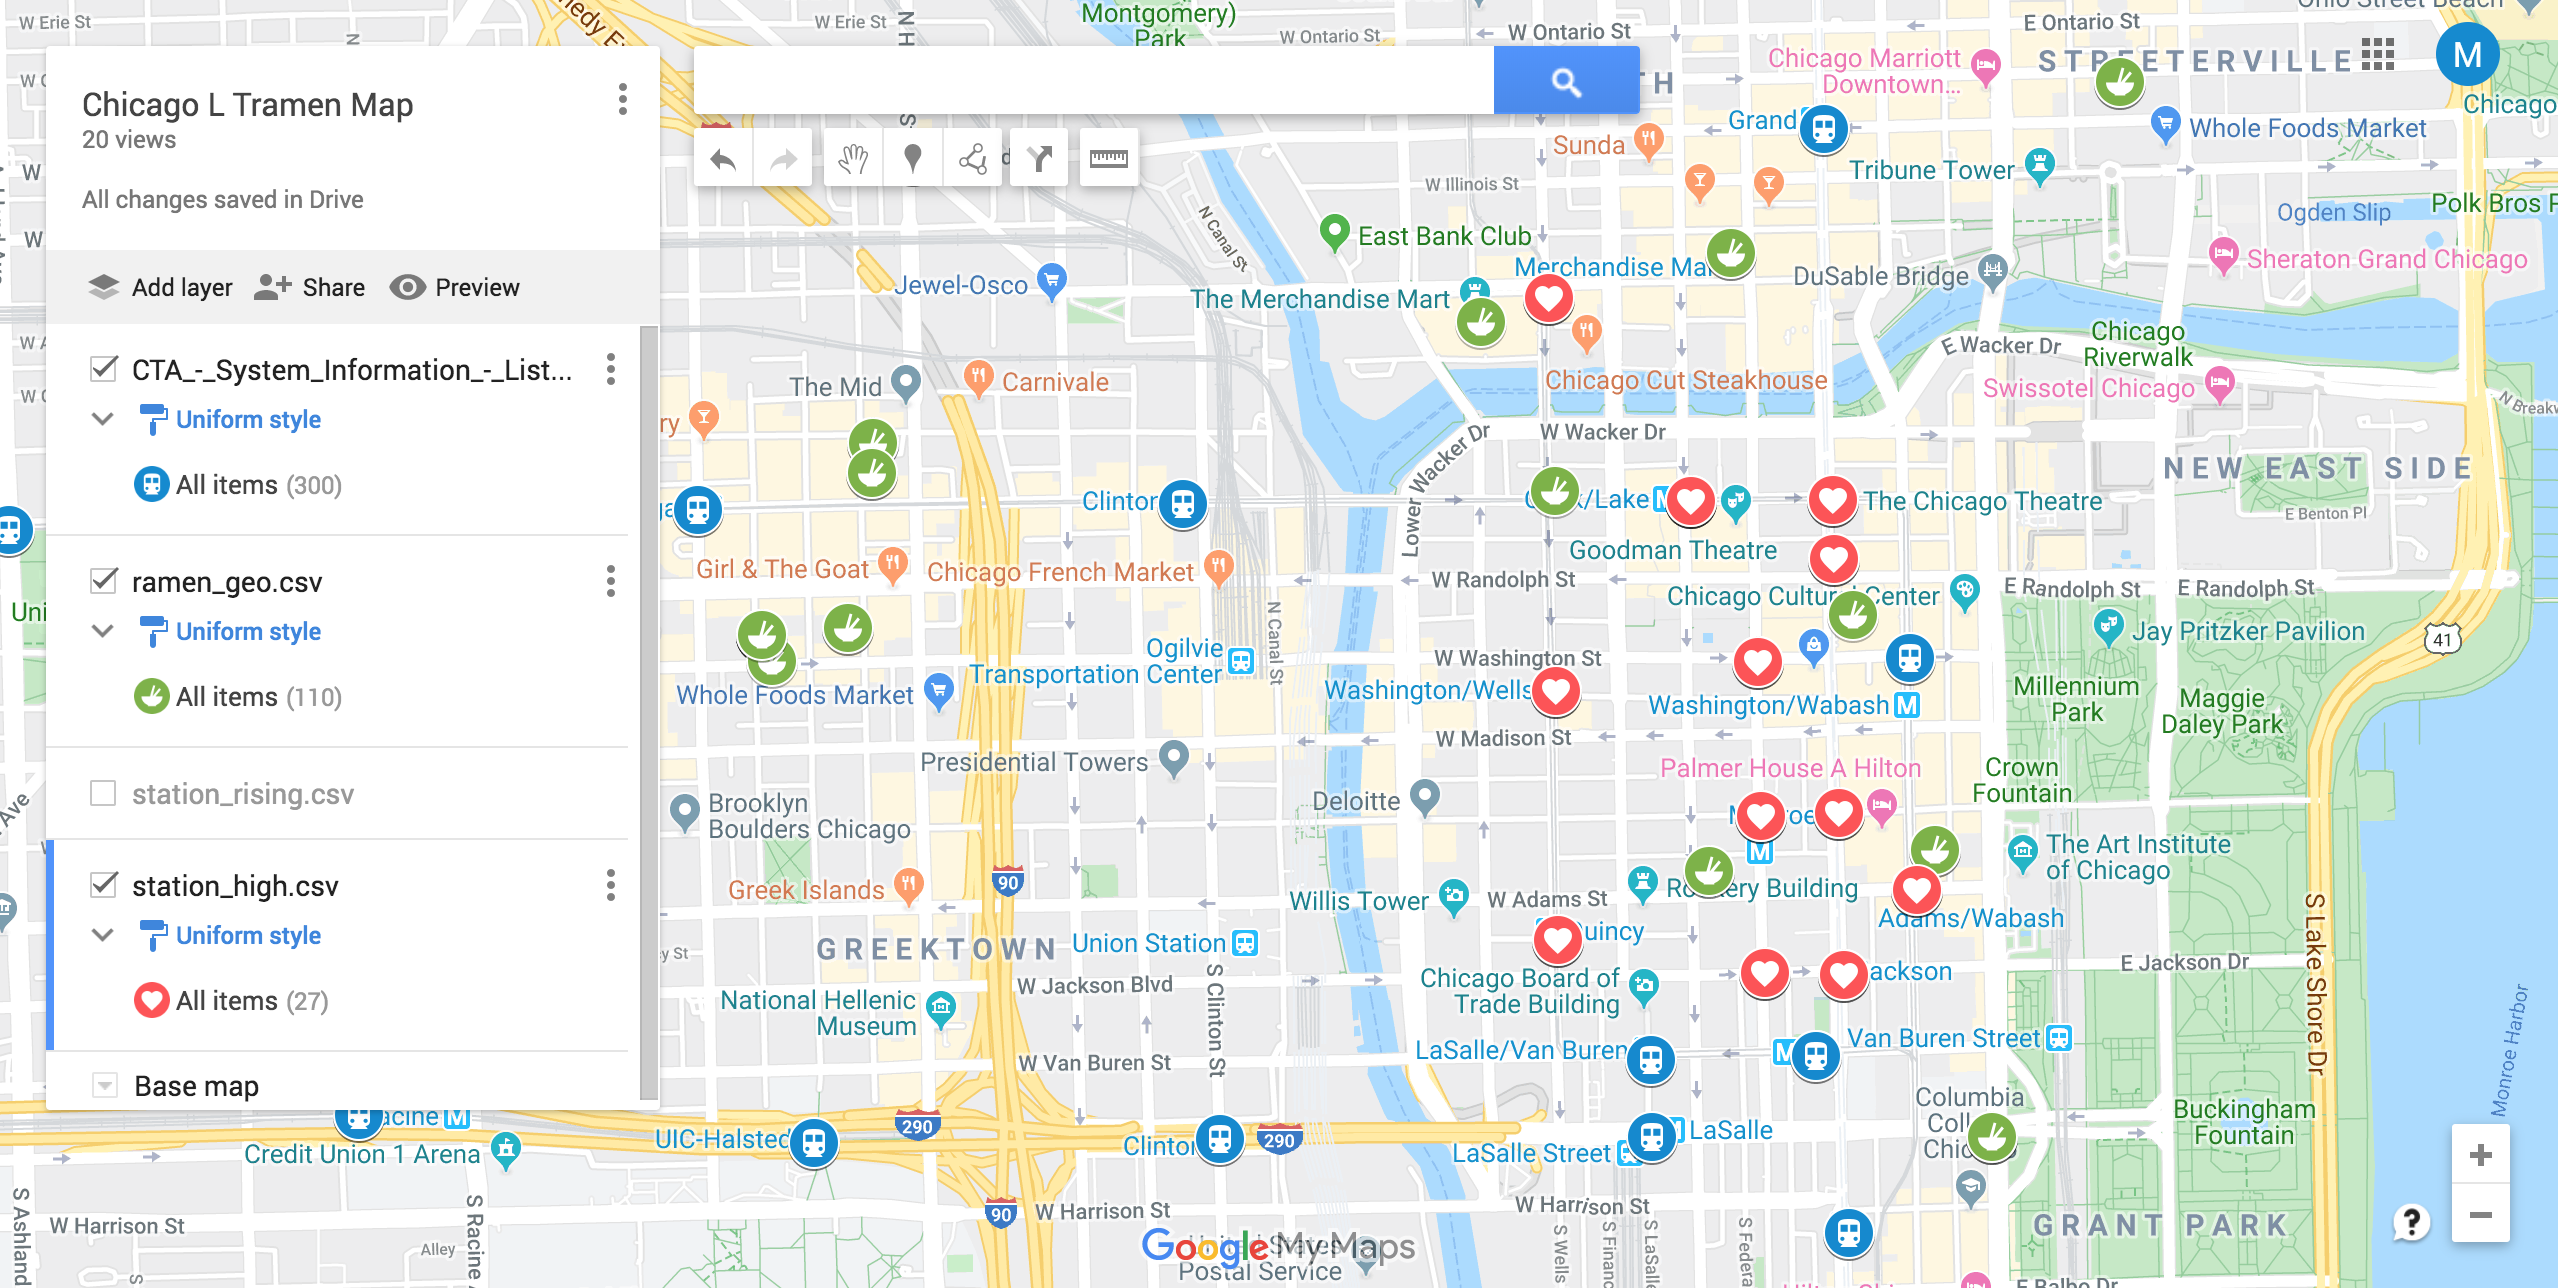 Chicago L Tramen Map
20 views
All changes saved in Drive
Add layer
Share
Preview
CTA_-_System_Information_-_List...
Uniform style
All items (300)
ramen_geo.csv
Uniform style
All items (110)
station_rising.csv
station_high.csv
Uniform style
All items (27)
Base map
W Erie St
W Erie St
Montgomery)
Park
W Ontario St
W Ontario St
E Ontario St
STREETERVILLE
M
Chicago Marriott
Downtown...
Chicago
Grand
Whole Foods Market
Sunda
Tribune Tower
W Illinois St
N Canal St
Ogden Slip
Polk Bros
East Bank Club
Merchandise
DuSable Bridge
Sheraton Grand Chicago
Jewel-Osco
The Merchandise Mart
Chicago
Riverwalk
E Wacker Dr
Swissotel Chicago
The Mid
Carnivale
Chicago Cut Steakhouse
W Wacker Dr
Lower Wacker Dr
NEW EAST SIDE
Clinton
/Lake
The Chicago Theatre
E Benton Pl
Goodman Theatre
Girl & The Goat
Chicago French Market
W Randolph St
E Randolph St
E Randolph St
Chicago Cultural Center
N Canal St
Jay Pritzker Pavilion
41
Ogilvie
Transportation Center
W Washington St
Washington/Wells
Whole Foods Market
Washington/Wabash
M
Millennium
Park
Maggie
Daley Park
W Madison St
Presidential Towers
Palmer House A Hilton
Crown
Fountain
Deloitte
Brooklyn
Boulders Chicago
M
The Art Institute
of Chicago
90
Greek Islands
Willis Tower
W Adams St
Rookery Building
Adams/Wabash
S Lake Shore Dr
GREEKTOWN
Union Station
Quincy
W Jackson Blvd
Chicago Board of
Trade Building
Jackson
E Jackson Dr
National Hellenic
Museum
S Clinton St
Monroe Harbor
LaSalle/Van Buren
M
Van Buren Street
W Van Buren St
Columbia
College
Chicago
Buckingham
Fountain
Racine M
UIC-Halsted
290
Clinton
290
LaSalle
LaSalle Street
Credit Union 1 Arena
S Ashland
S Racine
W Harrison St
Alley
90
W Harrison St
W Harrison St
GRANT PARK
Google My Maps
United States
Postal Service
S Wells
S LaSalle
S Federal
E Balbo Dr